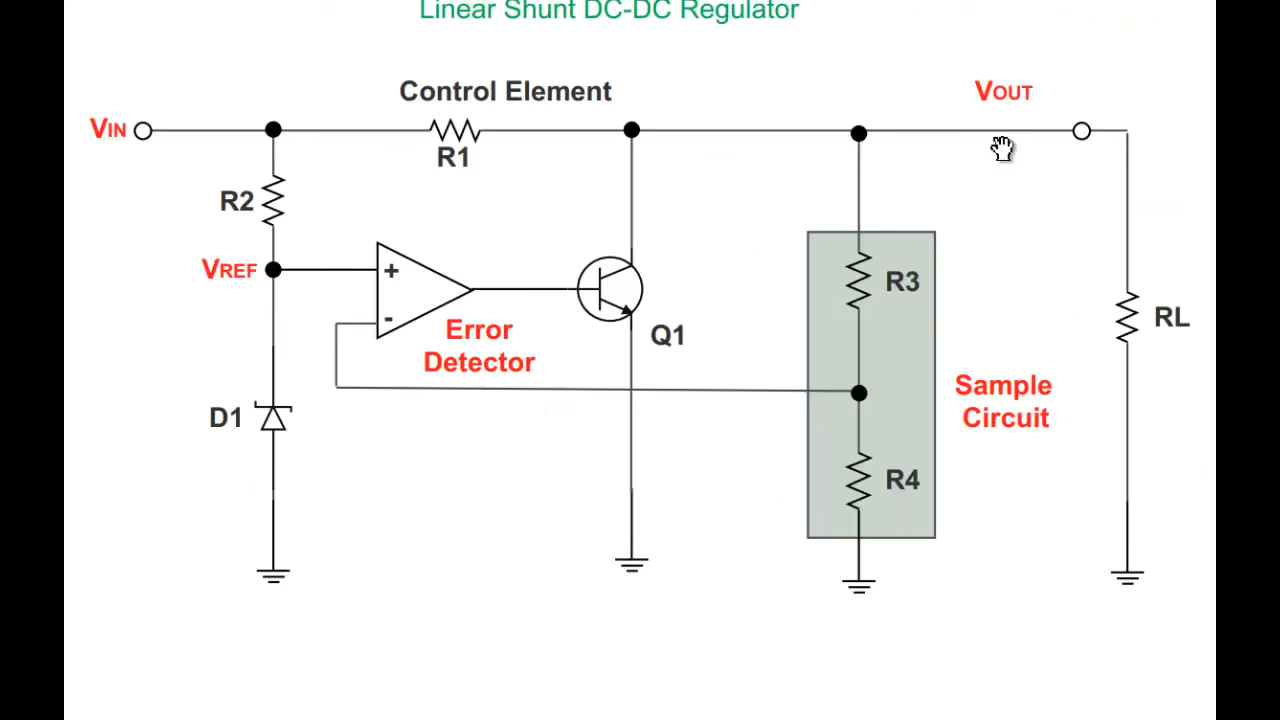 Linear Shunt DC-DC Regulator
Control Element
VOUT
VIN
R1
R2
VREF
+
-
R3
Error
Detector
Q1
RL
Sample
Circuit
D1
R4